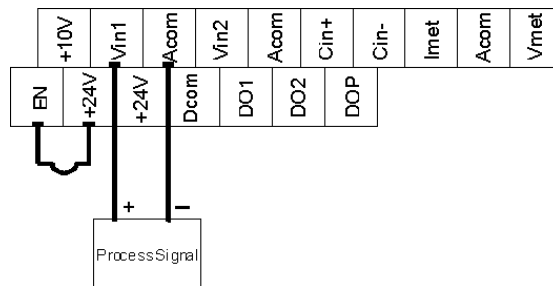 +10V Vin1 Acom Vin2 Acom Cin+ Cin- Imet Acom Vmet
EN +24V +24V Dcom DO1 DO2 DOP
+ −
ProcessSignal